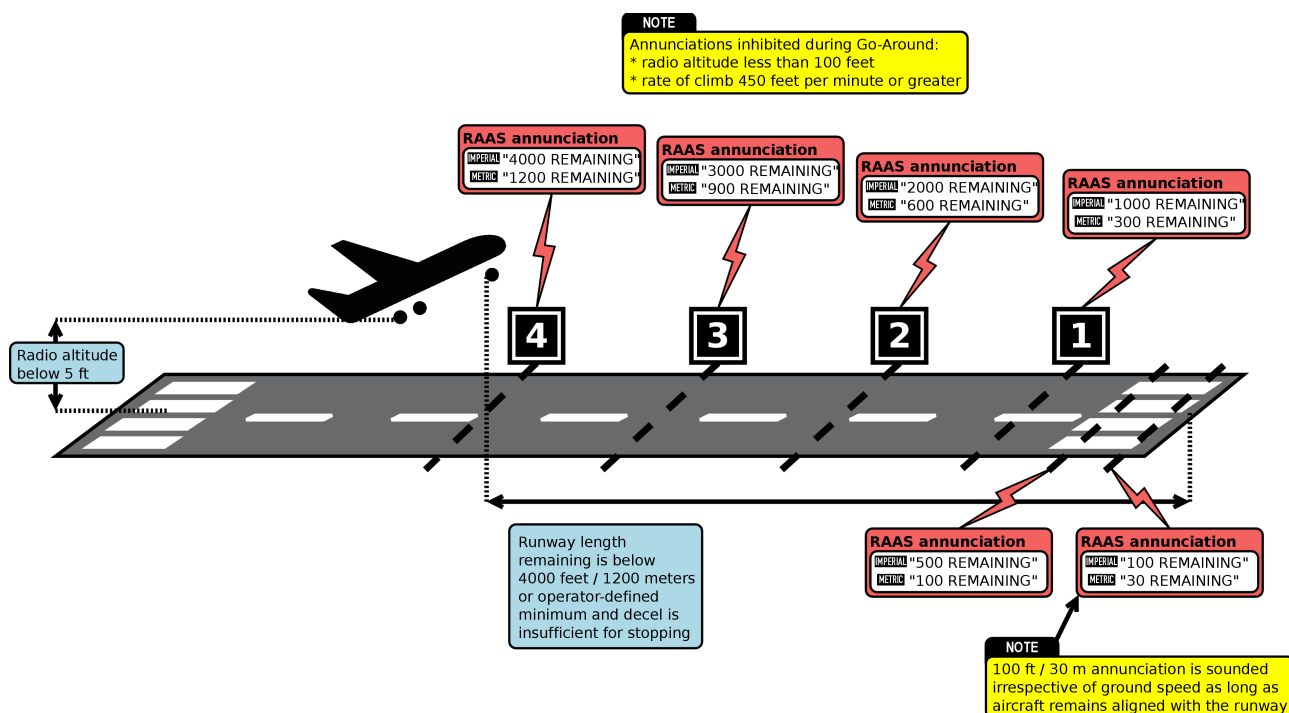 NOTE
Annunciations inhibited during Go-Around:
* radio altitude less than 100 feet
* rate of climb 450 feet per minute or greater
RAAS annunciation
IMPERIAL "4000 REMAINING"
METRIC "1200 REMAINING"
RAAS annunciation
IMPERIAL "3000 REMAINING"
METRIC "900 REMAINING"
RAAS annunciation
IMPERIAL "2000 REMAINING"
METRIC "600 REMAINING"
RAAS annunciation
IMPERIAL "1000 REMAINING"
METRIC "300 REMAINING"
4
3
2
1
Radio altitude
below 5 ft
Runway length
remaining is below
4000 feet / 1200 meters
or operator-defined
minimum and decel is
insufficient for stopping
RAAS annunciation
IMPERIAL "500 REMAINING"
METRIC "100 REMAINING"
RAAS annunciation
IMPERIAL "100 REMAINING"
METRIC "30 REMAINING"
NOTE
100 ft / 30 m annunciation is sounded
irrespective of ground speed as long as
aircraft remains aligned with the runway